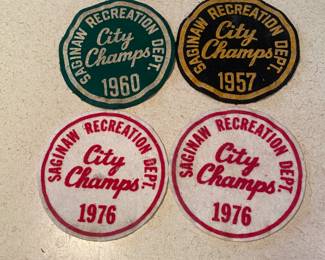 SAGINAW RECREATION DEPT.
City
Champs
1960
SAGINAW RECREATION DEPT.
City
Champs
1957
SAGINAW RECREATION DEPT.
City
Champs
1976
SAGINAW RECREATION DEPT.
City
Champs
1976